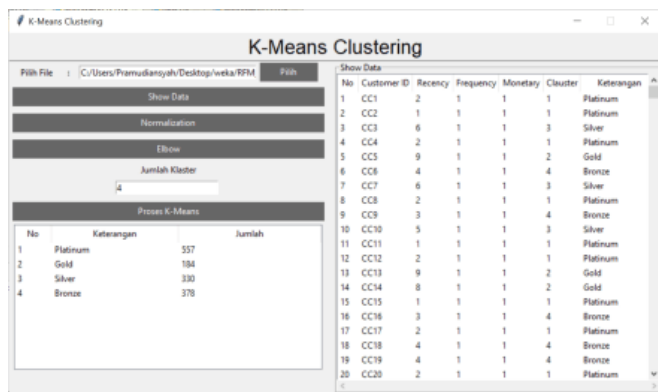 K-Means Clustering
K-Means Clustering
Pilih File : C:/Users/Pramudiansyah/Desktop/weka/RFM Pilih
Show Data
Normalization
Elbow
Jumlah Klaster
4
Proses K-Means
No Keterangan Jumlah
1 Platinum 557
2 Gold 184
3 Silver 330
4 Bronze 378
Show Data
No Customer ID Recency Frequency Monetary Clauster Keterangan
1 CC1 2 1 1 1 Platinum
2 CC2 1 1 1 1 Platinum
3 CC3 6 1 1 3 Silver
4 CC4 2 1 1 1 Platinum
5 CC5 9 1 1 2 Gold
6 CC6 4 1 1 4 Bronze
7 CC7 6 1 1 3 Silver
8 CC8 2 1 1 1 Platinum
9 CC9 3 1 1 4 Bronze
10 CC10 5 1 1 3 Silver
11 CC11 1 1 1 1 Platinum
12 CC12 2 1 1 1 Platinum
13 CC13 9 1 1 2 Gold
14 CC14 8 1 1 2 Gold
15 CC15 1 1 1 1 Platinum
16 CC16 3 1 1 4 Bronze
17 CC17 2 1 1 1 Platinum
18 CC18 4 1 1 4 Bronze
19 CC19 4 1 1 4 Bronze
20 CC20 2 1 1 1 Platinum